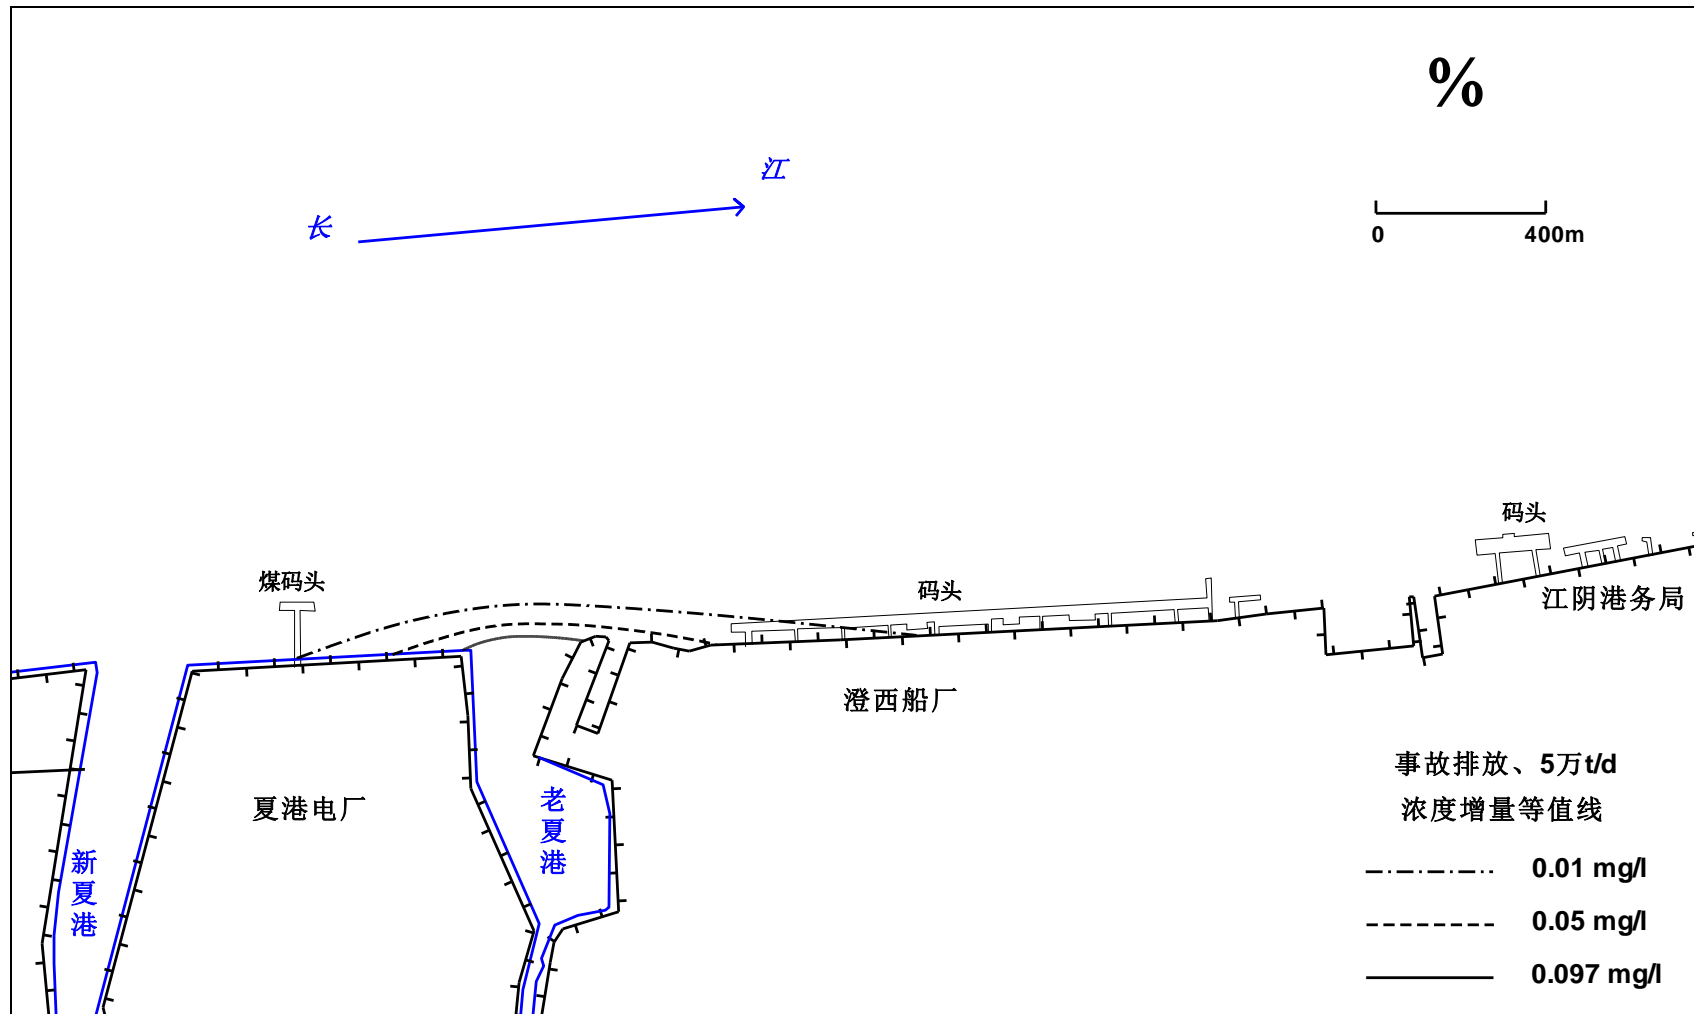 %
江
长
0
400m
码头
煤码头
码头
江阴港务局
澄西船厂
事故排放、5万t/d
夏港电厂
老夏港
浓度增量等值线
新夏港
0.01 mg/l
0.05 mg/l
0.097 mg/l